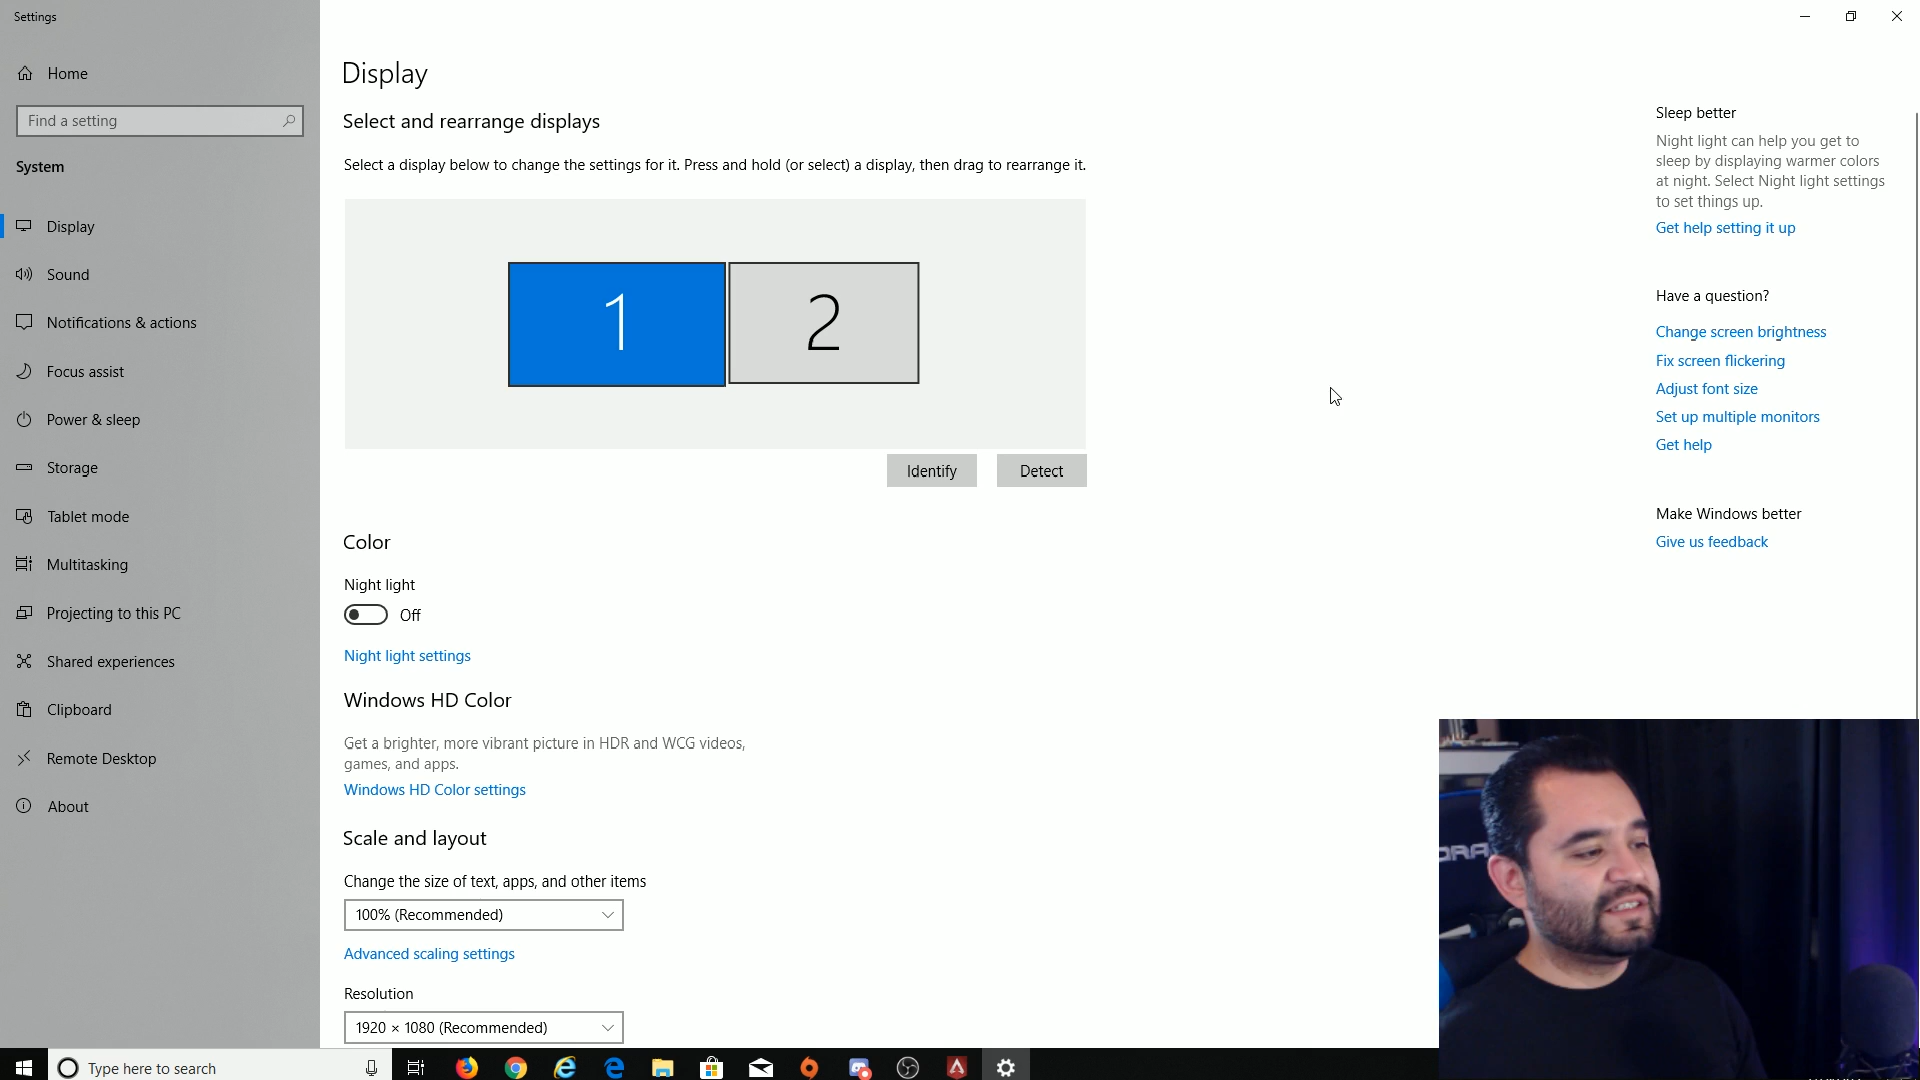 Settings
Home
Find a setting
System
Display
Sound
Notifications & actions
Focus assist
Power & sleep
Storage
Tablet mode
Multitasking
Projecting to this PC
Shared experiences
Clipboard
Remote Desktop
About
Display
Select and rearrange displays
Select a display below to change the settings for it. Press and hold (or select) a display, then drag to rearrange it.
1
2
Identify
Detect
Color
Night light
Off
Night light settings
Windows HD Color
Get a brighter, more vibrant picture in HDR and WCG videos,
games, and apps.
Windows HD Color settings
Scale and layout
Change the size of text, apps, and other items
100% (Recommended)
Advanced scaling settings
Resolution
1920 × 1080 (Recommended)
Sleep better
Night light can help you get to
sleep by displaying warmer colors
at night. Select Night light settings
to set things up.
Get help setting it up
Have a question?
Change screen brightness
Fix screen flickering
Adjust font size
Set up multiple monitors
Get help
Make Windows better
Give us feedback
Type here to search